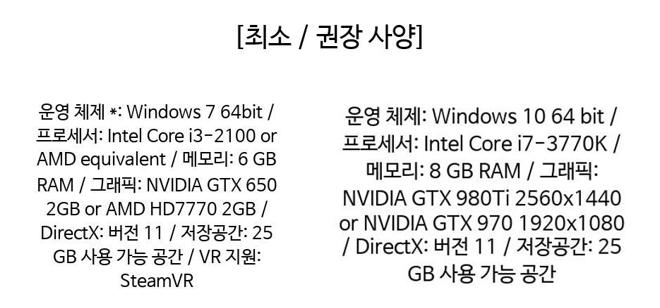 [최소 / 권장 사양]
운영 체제 *: Windows 7 64bit /
프로세서: Intel Core i3-2100 or
AMD equivalent / 메모리: 6 GB
RAM / 그래픽: NVIDIA GTX 650
2GB or AMD HD7770 2GB /
DirectX: 버전 11 / 저장공간: 25
GB 사용 가능 공간 / VR 지원:
SteamVR
운영 체제: Windows 10 64 bit /
프로세서: Intel Core i7-3770K /
메모리: 8 GB RAM / 그래픽:
NVIDIA GTX 980Ti 2560x1440
or NVIDIA GTX 970 1920x1080
/ DirectX: 버전 11 / 저장공간: 25
GB 사용 가능 공간